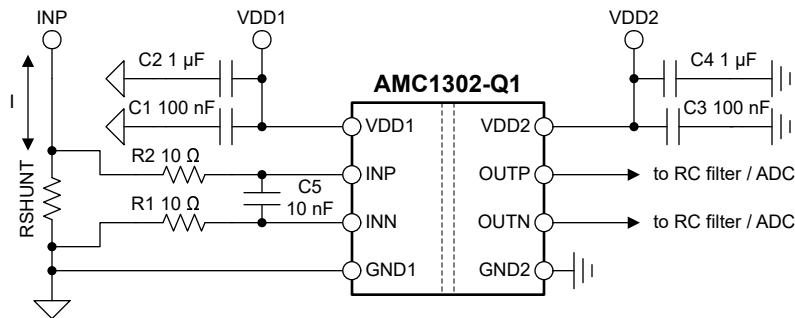 INP
VDD1
VDD2
C2 1 µF
C4 1 µF
AMC1302-Q1
I
C1 100 nF
C3 100 nF
VDD1
VDD2
R2 10 Ω
INP
OUTP
to RC filter / ADC
C5
10 nF
RSHUNT
R1 10 Ω
INN
OUTN
to RC filter / ADC
GND1
GND2